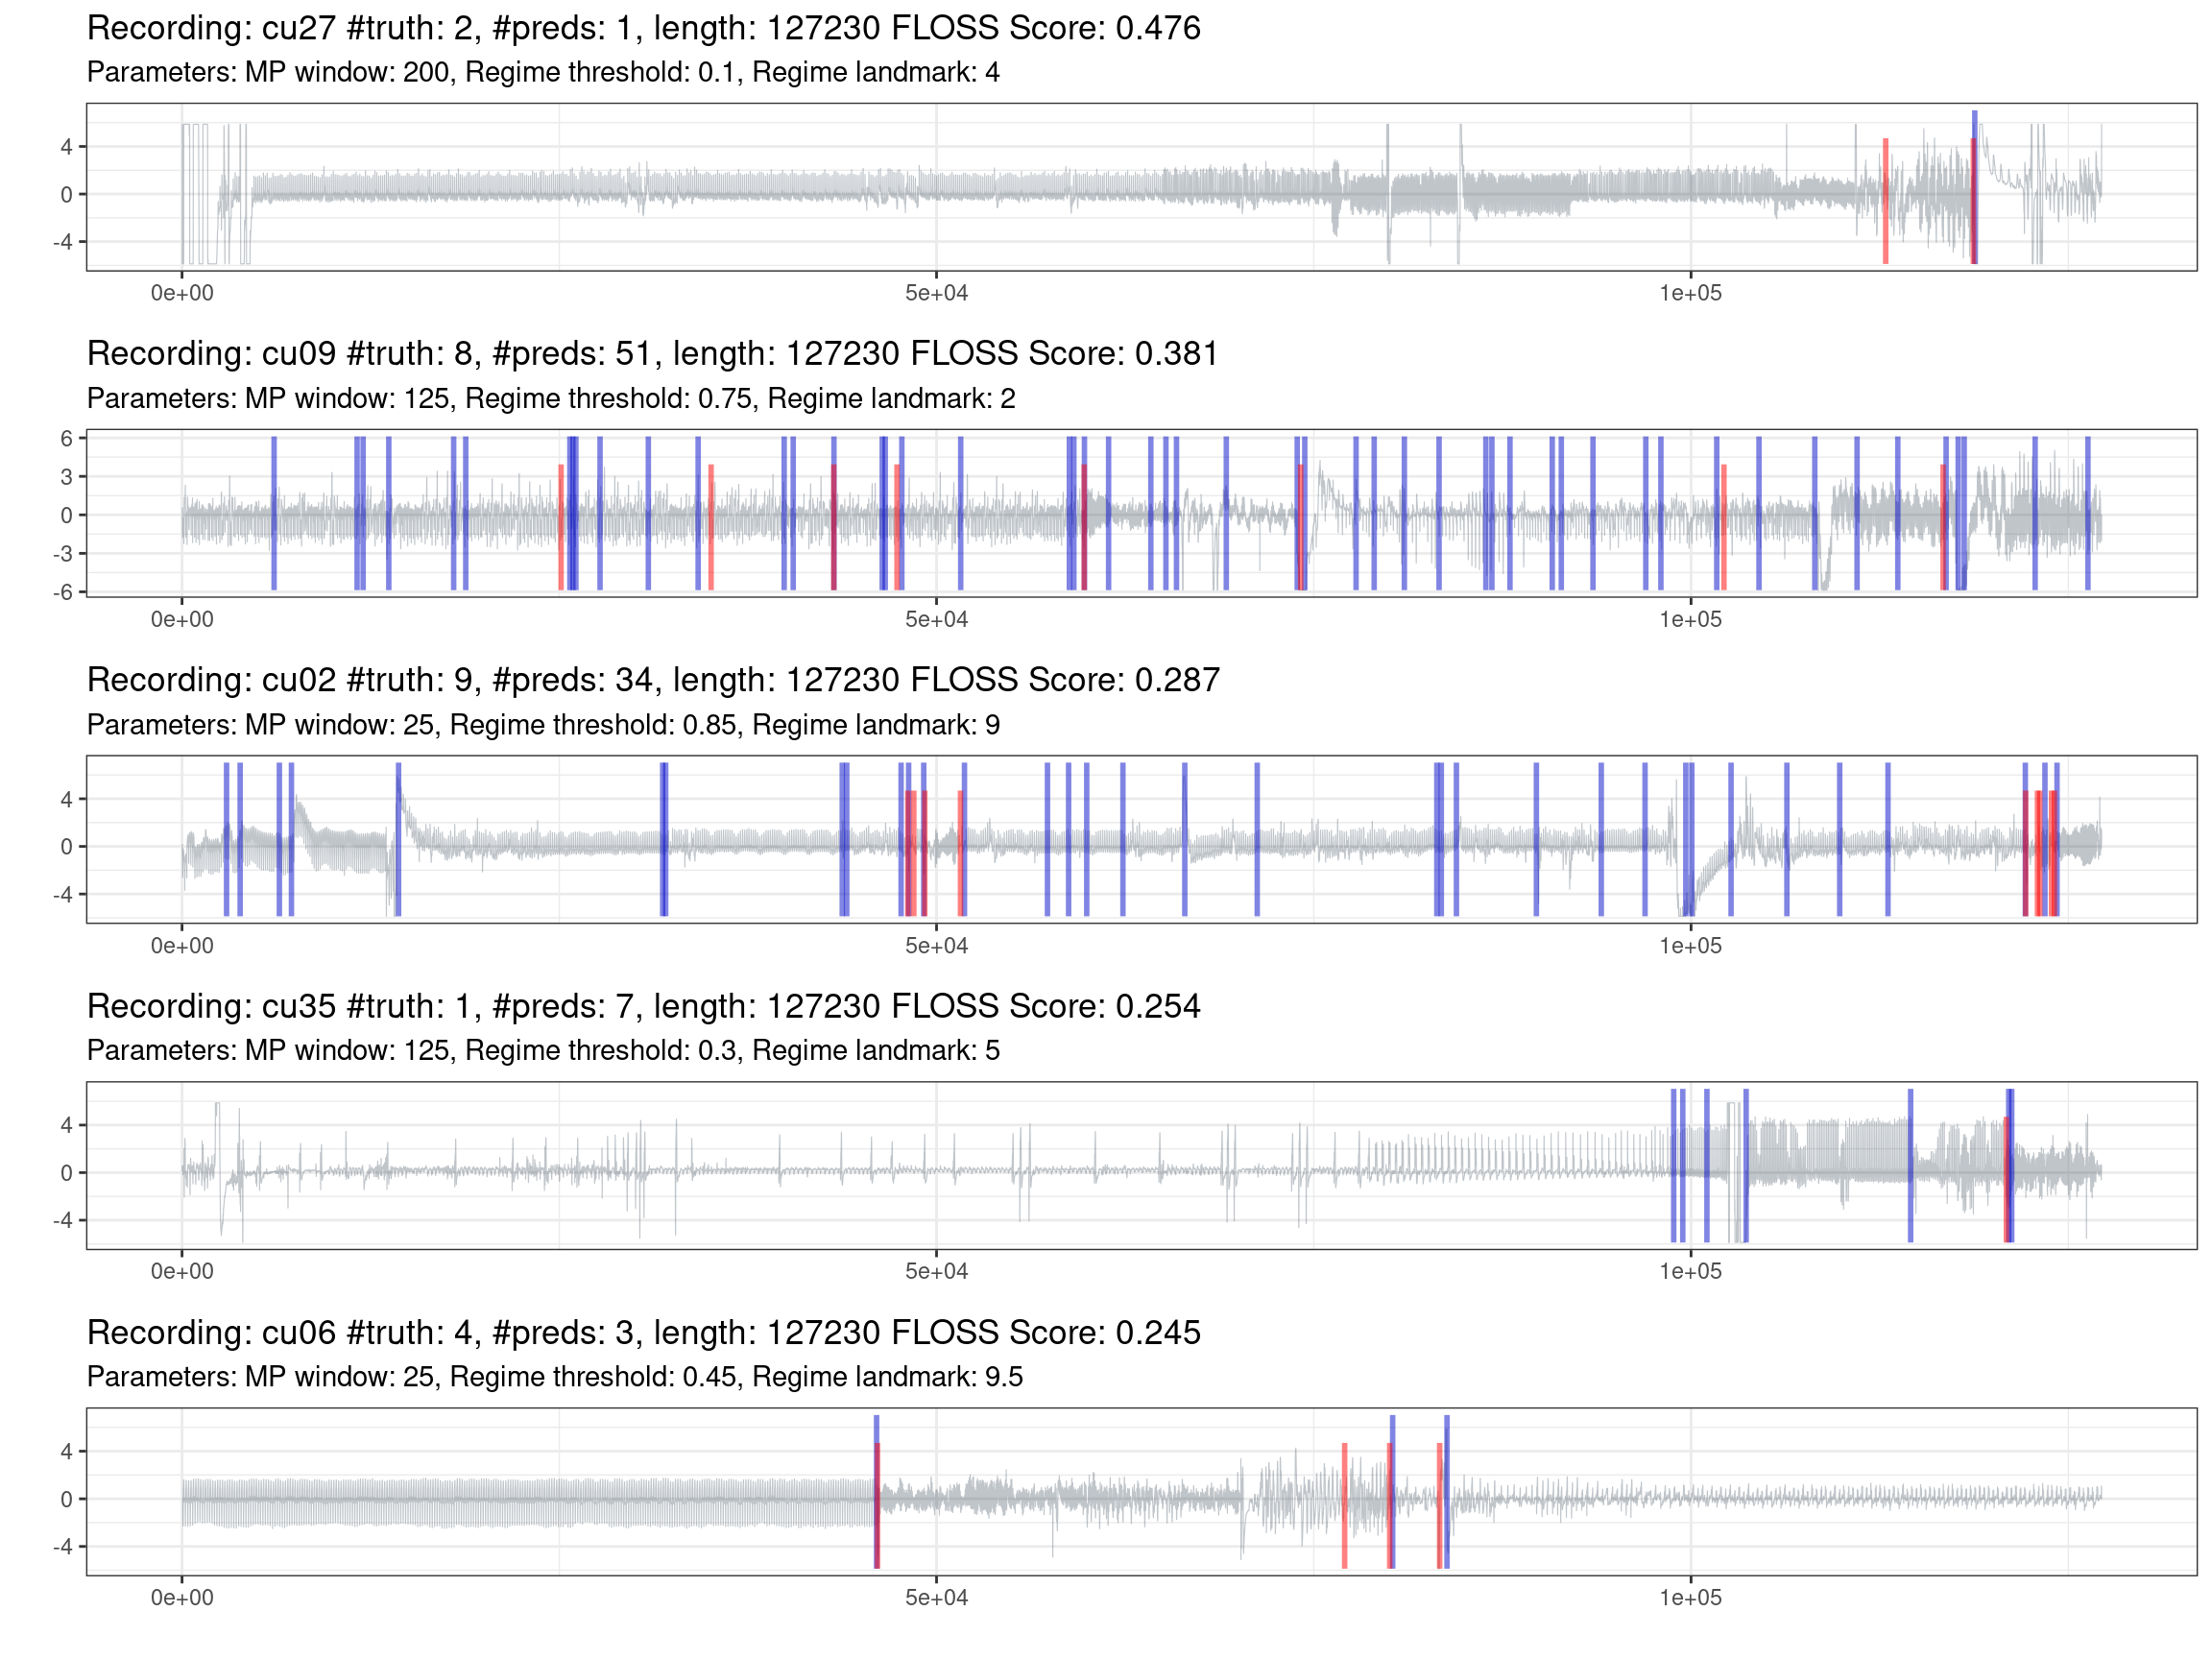 Recording: cu27 #truth: 2, #preds: 1, length: 127230 FLOSS Score: 0.476
Parameters: MP window: 200, Regime threshold: 0.1, Regime landmark: 4
4
0
-4
0e+00 5e+04 1e+05
Recording: cu09 #truth: 8, #preds: 51, length: 127230 FLOSS Score: 0.381
Parameters: MP window: 125, Regime threshold: 0.75, Regime landmark: 2
6
3
0
-3
-6
0e+00 5e+04 1e+05
Recording: cu02 #truth: 9, #preds: 34, length: 127230 FLOSS Score: 0.287
Parameters: MP window: 25, Regime threshold: 0.85, Regime landmark: 9
4
0
-4
0e+00 5e+04 1e+05
Recording: cu35 #truth: 1, #preds: 7, length: 127230 FLOSS Score: 0.254
Parameters: MP window: 125, Regime threshold: 0.3, Regime landmark: 5
4
0
-4
0e+00 5e+04 1e+05
Recording: cu06 #truth: 4, #preds: 3, length: 127230 FLOSS Score: 0.245
Parameters: MP window: 25, Regime threshold: 0.45, Regime landmark: 9.5
4
0
-4
0e+00 5e+04 1e+05